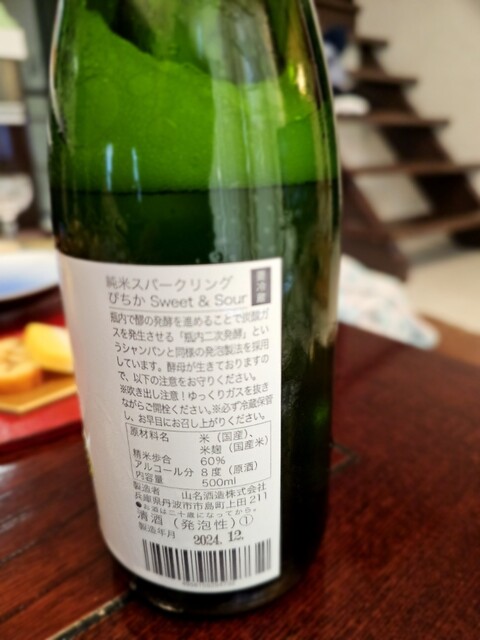 純米スパークリング
ぴちか Sweet & Sour
要冷蔵
瓶内で醪の発酵を進めることで炭酸ガ
スを発生させる「瓶内二次発酵」とい
うシャンパンと同様の発泡製法を採用
しています。酵母が生きておりますの
で、以下の注意をお守りください。
※吹き出し注意！ゆっくりガスを抜き
ながらご開栓ください。※必ず冷蔵保管
し、お早目にお召し上がりください。
原材料名 米（国産）、
米麹（国産米）
精米歩合 60%
アルコール分 8度（原酒）
内容量 500ml
製造者 山名酒造株式会社
兵庫県丹波市市島町上田211
●お酒は二十歳になってから。
清酒（発泡性）①
製造年月 2024.12